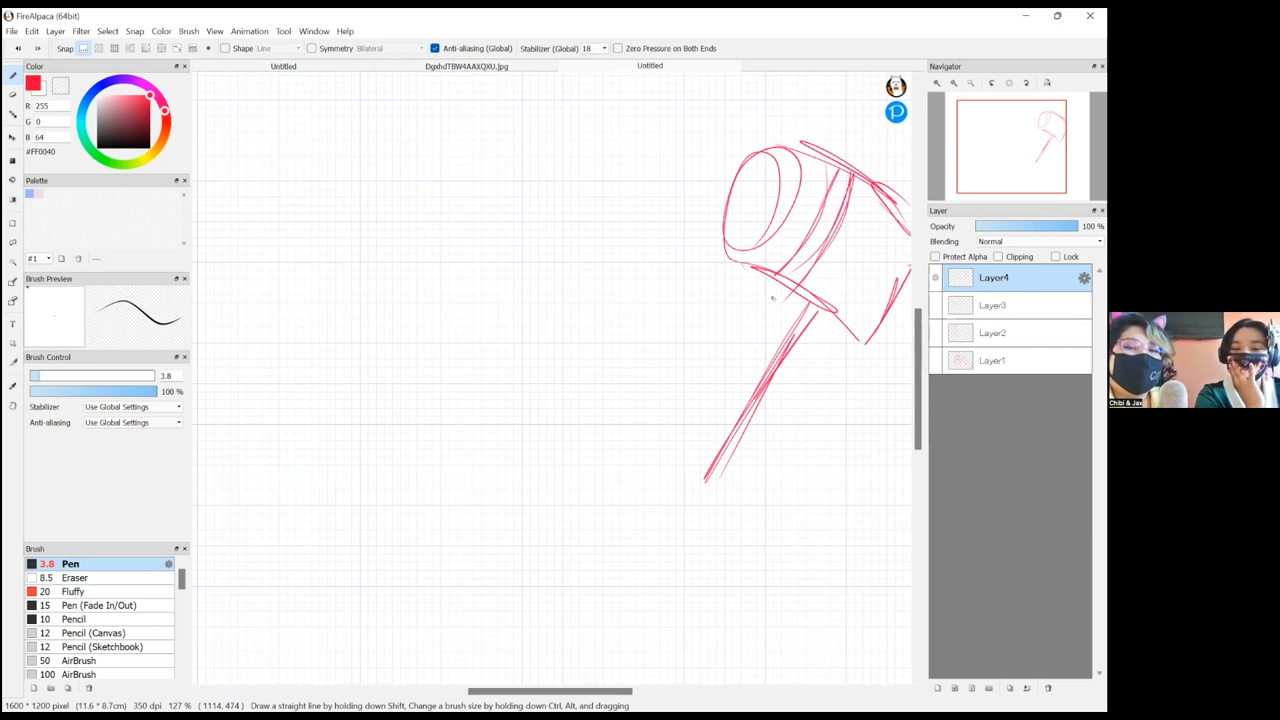 FireAlpaca (64bit)
File Edit Layer Filter Select Snap Color Brush View Animation Tool Window Help
Snap Shape Line Symmetry Bilateral Anti-aliasing (Global) Stabilizer (Global) 18 Zero Pressure on Both Ends
Color
Untitled DgxhdTBW4AAXQXU.jpg Untitled
Navigator
R 255
G 0
B 64
#FF0040
Palette
#1 ---
Brush Preview
Brush Control
3.8
100 %
Stabilizer Use Global Settings
Anti-aliasing Use Global Settings
Brush
3.8 Pen
8.5 Eraser
20 Fluffy
15 Pen (Fade In/Out)
10 Pencil
12 Pencil (Canvas)
12 Pencil (Sketchbook)
50 AirBrush
100 AirBrush
Layer
Opacity 100 %
Blending Normal
Protect Alpha Clipping Lock
Layer4
Layer3
Layer2
Layer1
Chibi & Jax
1600 * 1200 pixel (11.6 * 8.7cm) 350 dpi 127 % ( 1114, 474 ) Draw a straight line by holding down Shift, Change a brush size by holding down Ctrl, Alt, and dragging